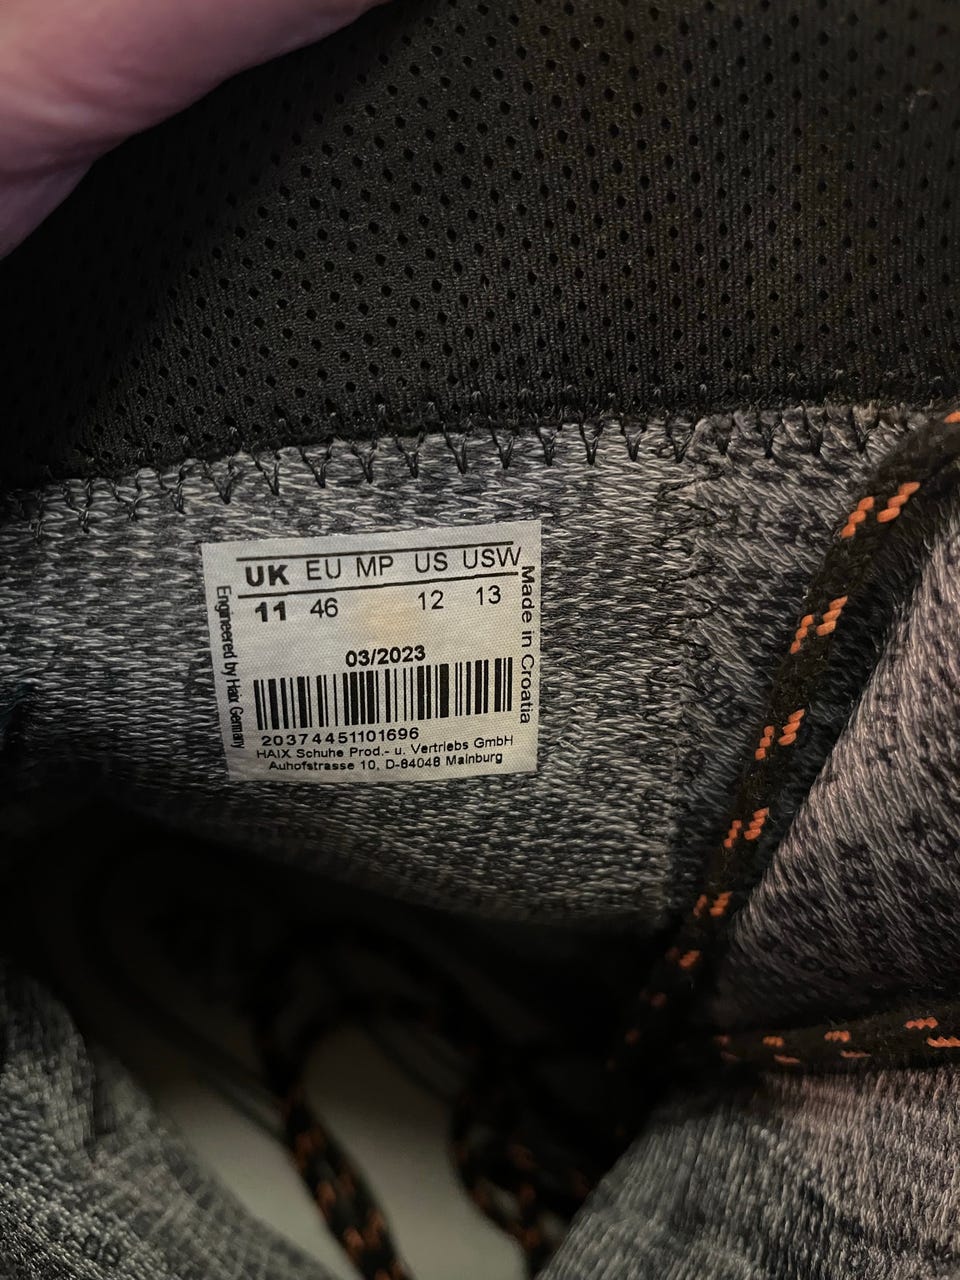 UK EU MP US USW
11 46 12 13
03/2023
20374451101696
HAIX Schuhe Prod.- u. Vertriebs GmbH
Auhofstrasse 10, D-84048 Mainburg
Engineered by Haix Germany
Made in Croatia